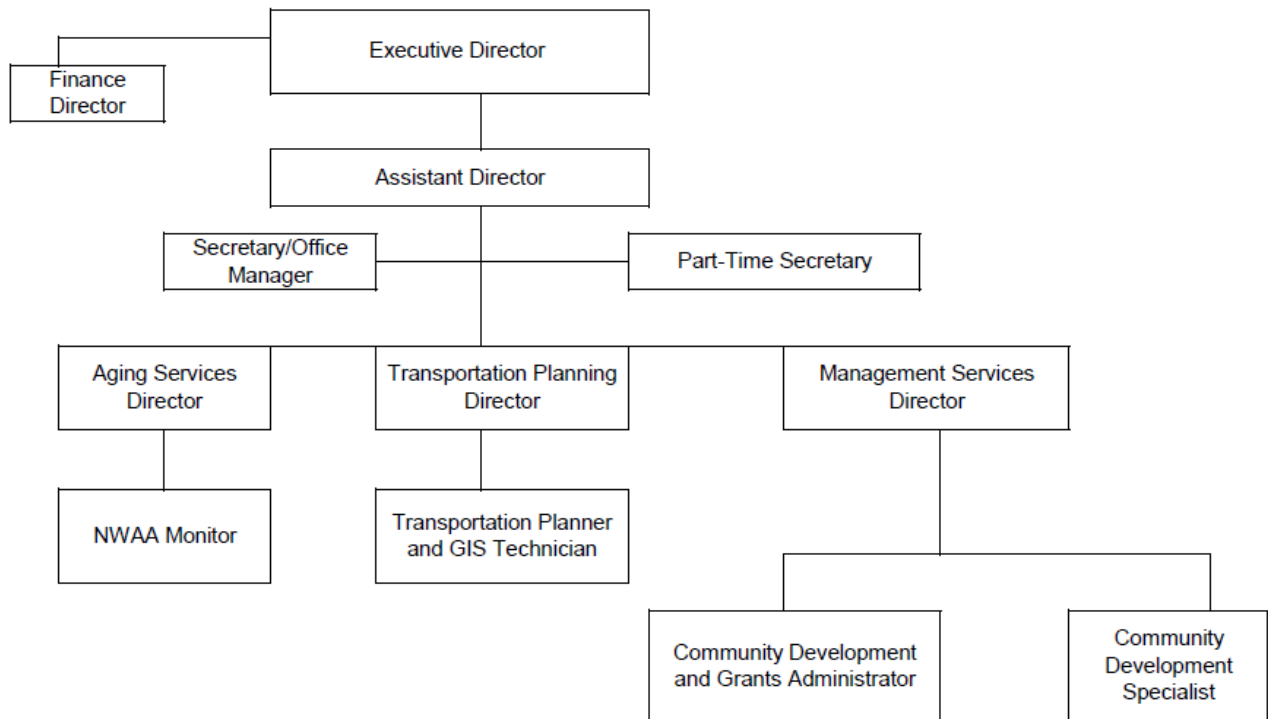 Executive Director
Finance
Director
Assistant Director
Secretary/Office
Manager
Part-Time Secretary
Aging Services
Director
Transportation Planning
Director
Management Services
Director
NWAA Monitor
Transportation Planner
and GIS Technician
Community Development
and Grants Administrator
Community
Development
Specialist